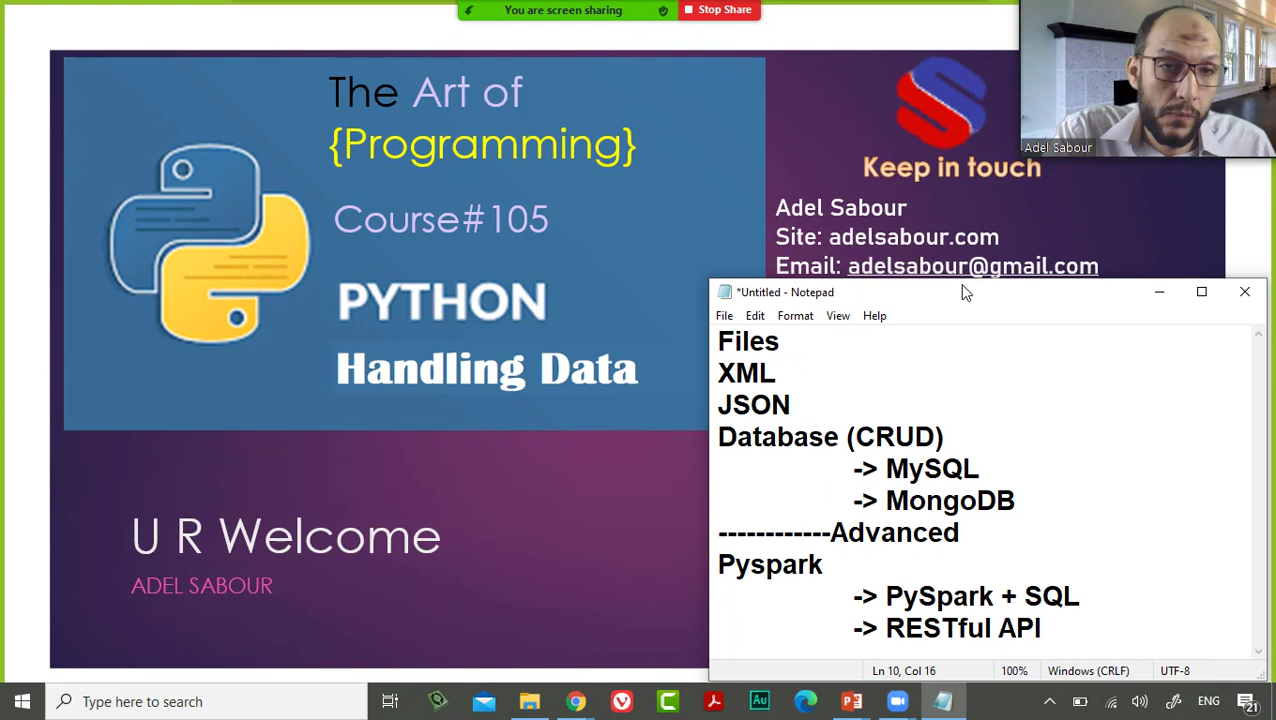 You are screen sharing
Stop Share
The Art of
{Programming}
Course#105
PYTHON
Handling Data
U R Welcome
ADEL SABOUR
Keep in touch
Adel Sabour
Site: adelsabour.com
Email: adelsabour@gmail.com
Adel Sabour
*Untitled - Notepad
File Edit Format View Help
Files
XML
JSON
Database (CRUD)
-> MySQL
-> MongoDB
------------Advanced
Pyspark
-> PySpark + SQL
-> RESTful API
Ln 10, Col 16 100% Windows (CRLF) UTF-8
Type here to search
Au
ENG
21